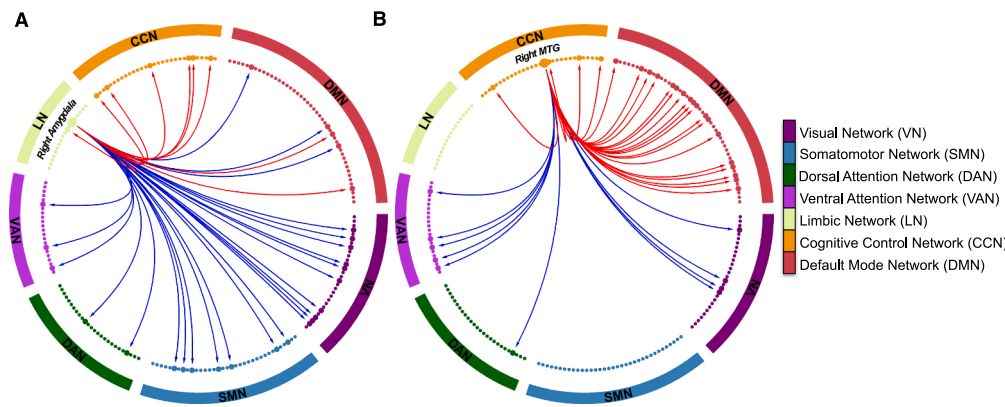 A
CCN
DMN
LN
Right Amygdala
VAN
VN
DAN
SMN
B
CCN
Right MTG
DMN
LN
VAN
VN
DAN
SMN
Visual Network (VN)
Somatomotor Network (SMN)
Dorsal Attention Network (DAN)
Ventral Attention Network (VAN)
Limbic Network (LN)
Cognitive Control Network (CCN)
Default Mode Network (DMN)